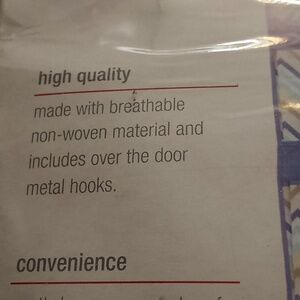 high quality
made with breathable
non-woven material and
includes over the door
metal hooks.
convenience